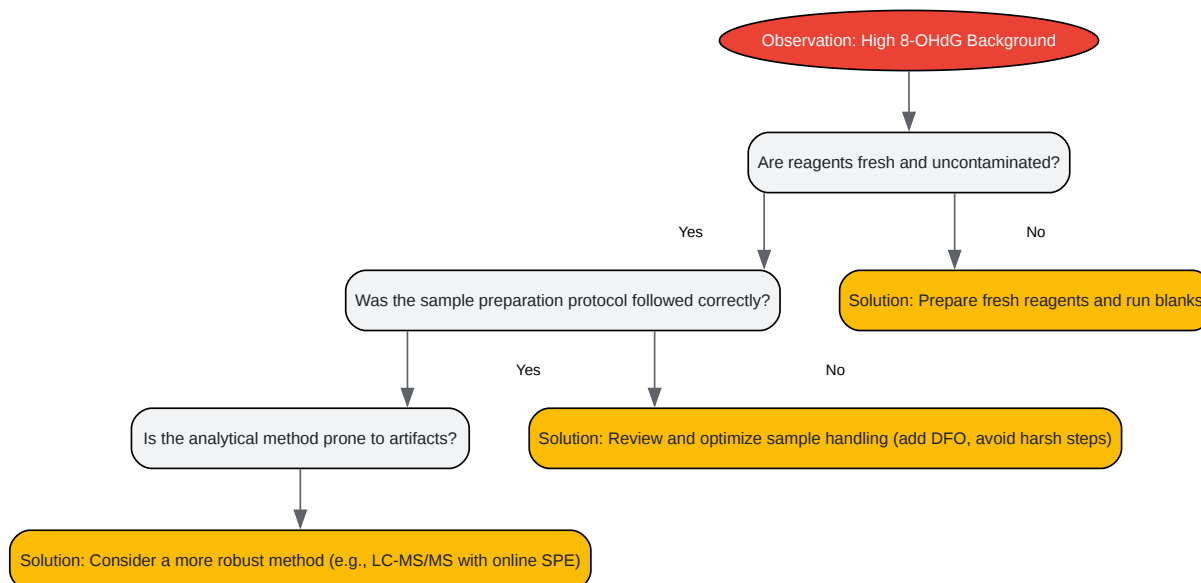 Observation: High 8-OHdG Background
Are reagents fresh and uncontaminated?
Yes
No
Was the sample preparation protocol followed correctly?
Solution: Prepare fresh reagents and run blanks
Yes
No
Is the analytical method prone to artifacts?
Solution: Review and optimize sample handling (add DFO, avoid harsh steps)
Solution: Consider a more robust method (e.g., LC-MS/MS with online SPE)